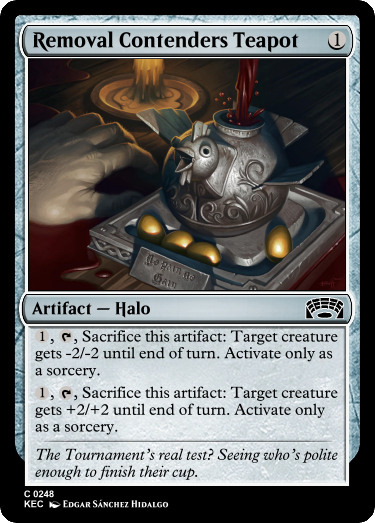 Removal Contenders Teapot 1
Artifact — Halo
1, , Sacrifice this artifact: Target creature
gets -2/-2 until end of turn. Activate only as
a sorcery.
1, , Sacrifice this artifact: Target creature
gets +2/+2 until end of turn. Activate only
as a sorcery.
The Tournament's real test? Seeing who's polite
enough to finish their cup.
C 0248
KEC Edgar Sánchez Hidalgo